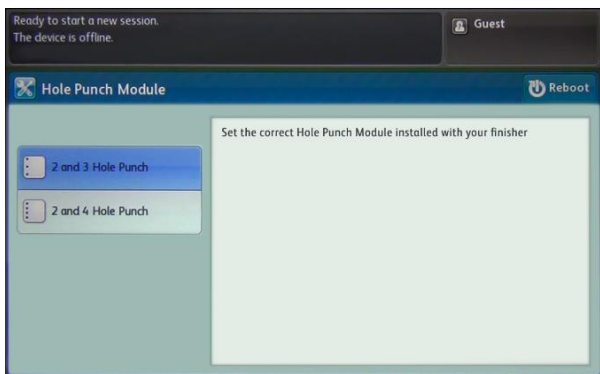 Ready to start a new session.
The device is offline.
Guest
Hole Punch Module
Reboot
Set the correct Hole Punch Module installed with your finisher
2 and 3 Hole Punch
2 and 4 Hole Punch